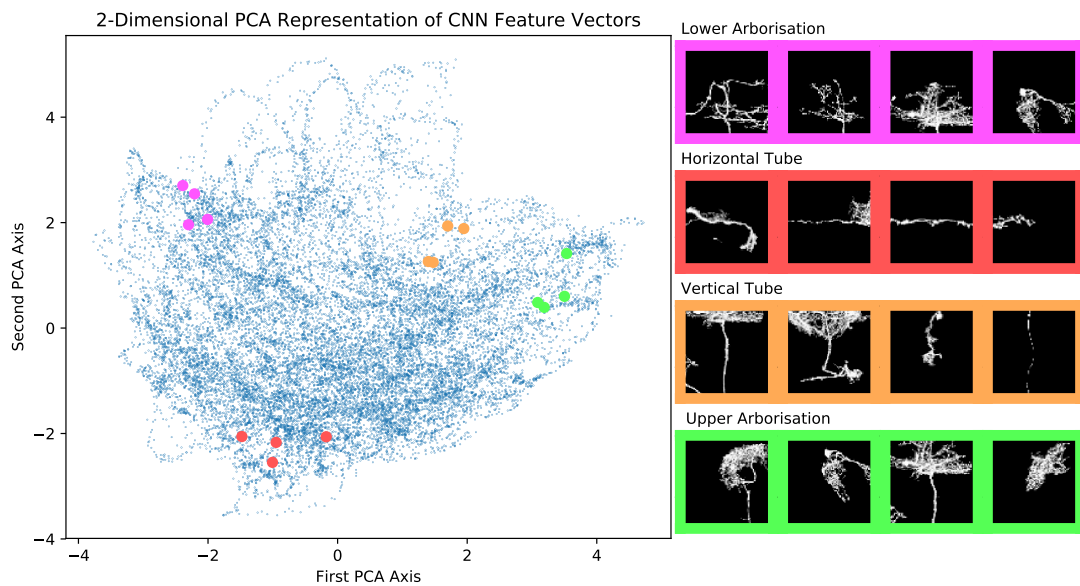 2-Dimensional PCA Representation of CNN Feature Vectors
Second PCA Axis
4
2
0
−2
−4
−4
−2
0
2
4
First PCA Axis
Lower Arborisation
Horizontal Tube
Vertical Tube
Upper Arborisation